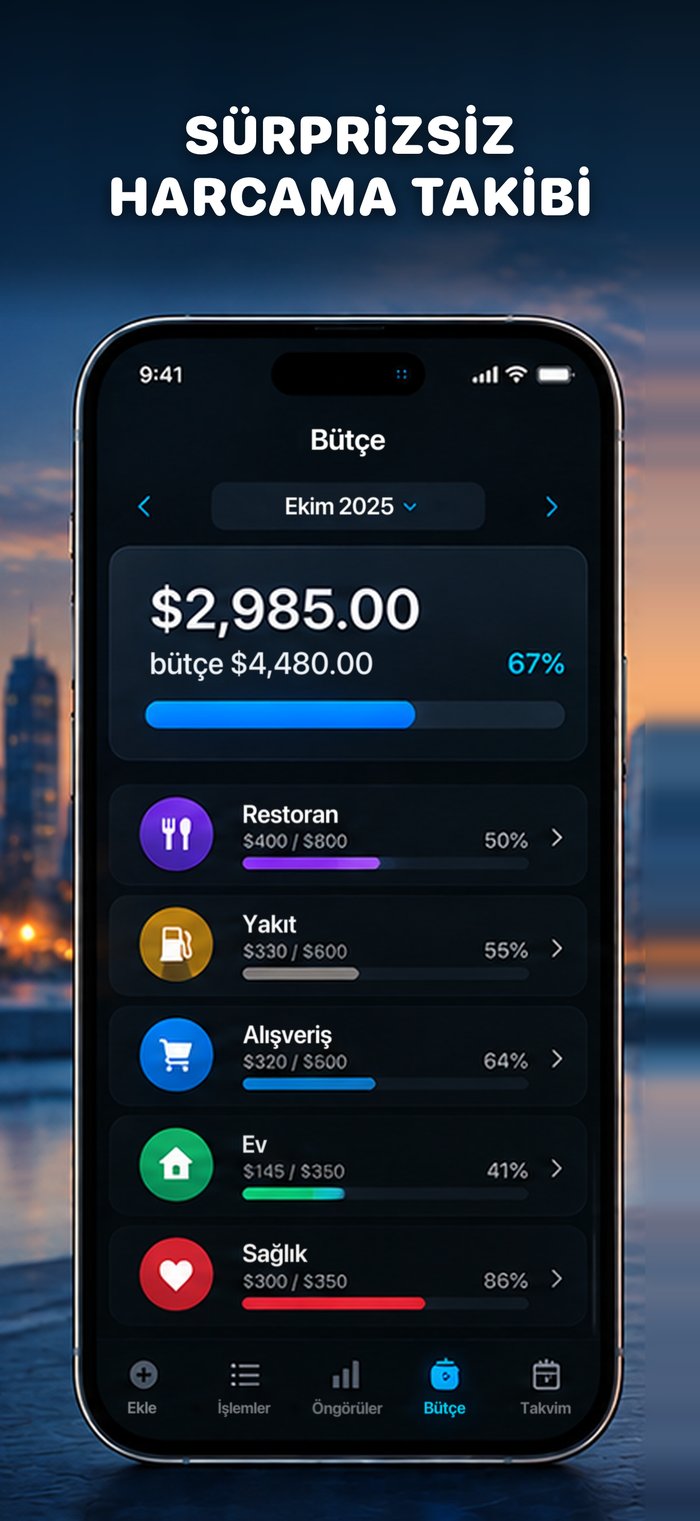 SÜRPRİZSİZ
HARCAMA TAKİBİ
9:41
Bütçe
Ekim 2025
$2,985.00
bütçe $4,480.00
67%
Restoran
$400 / $800
50%
Yakıt
$330 / $600
55%
Alışveriş
$320 / $600
64%
Ev
$145 / $350
41%
Sağlık
$300 / $350
86%
Ekle
İşlemler
Öngörüler
Bütçe
Takvim